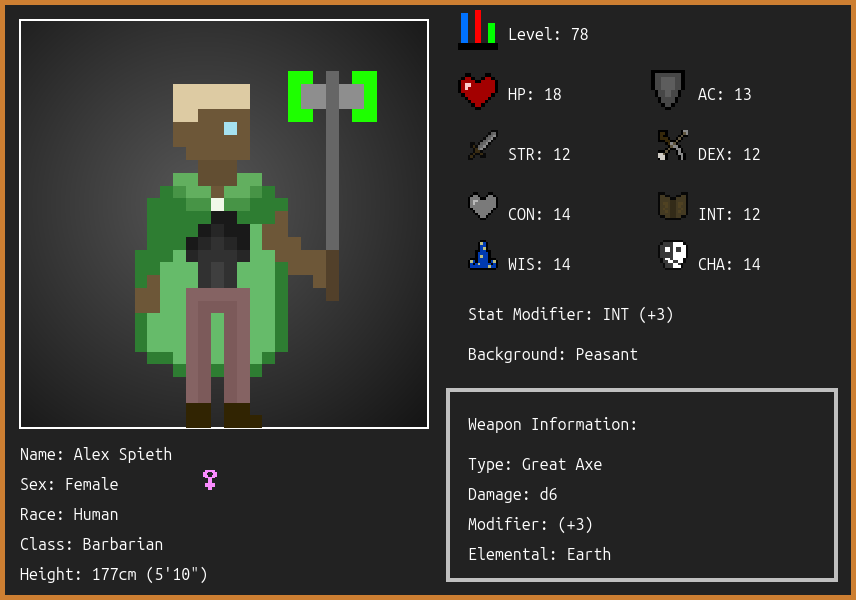 Level: 78
HP: 18
AC: 13
STR: 12
DEX: 12
CON: 14
INT: 12
WIS: 14
CHA: 14
Stat Modifier: INT (+3)
Background: Peasant
Weapon Information:
Type: Great Axe
Damage: d6
Modifier: (+3)
Elemental: Earth
Name: Alex Spieth
Sex: Female
Race: Human
Class: Barbarian
Height: 177cm (5'10")